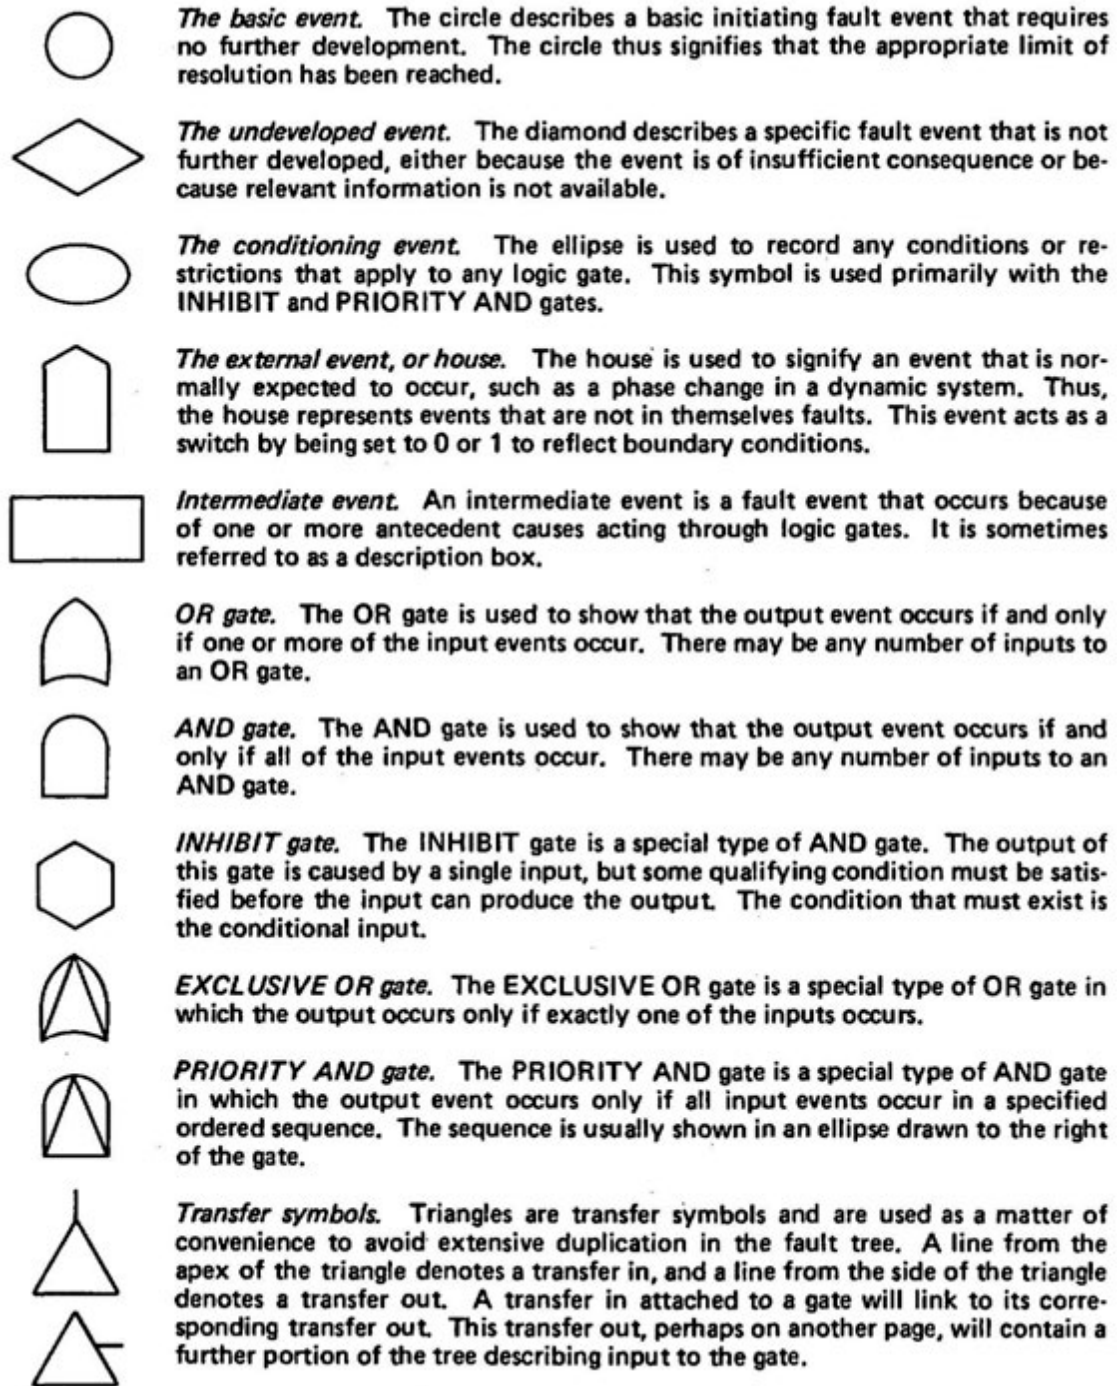 The basic event. The circle describes a basic initiating fault event that requires
no further development. The circle thus signifies that the appropriate limit of
resolution has been reached.
The undeveloped event. The diamond describes a specific fault event that is not
further developed, either because the event is of insufficient consequence or be-
cause relevant information is not available.
The conditioning event. The ellipse is used to record any conditions or re-
strictions that apply to any logic gate. This symbol is used primarily with the
INHIBIT and PRIORITY AND gates.
The external event, or house. The house is used to signify an event that is nor-
mally expected to occur, such as a phase change in a dynamic system. Thus,
the house represents events that are not in themselves faults. This event acts as a
switch by being set to 0 or 1 to reflect boundary conditions.
Intermediate event. An intermediate event is a fault event that occurs because
of one or more antecedent causes acting through logic gates. It is sometimes
referred to as a description box.
OR gate. The OR gate is used to show that the output event occurs if and only
if one or more of the input events occur. There may be any number of inputs to
an OR gate.
AND gate. The AND gate is used to show that the output event occurs if and
only if all of the input events occur. There may be any number of inputs to an
AND gate.
INHIBIT gate. The INHIBIT gate is a special type of AND gate. The output of
this gate is caused by a single input, but some qualifying condition must be satis-
fied before the input can produce the output. The condition that must exist is
the conditional input.
EXCLUSIVE OR gate. The EXCLUSIVE OR gate is a special type of OR gate in
which the output occurs only if exactly one of the inputs occurs.
PRIORITY AND gate. The PRIORITY AND gate is a special type of AND gate
in which the output event occurs only if all input events occur in a specified
ordered sequence. The sequence is usually shown in an ellipse drawn to the right
of the gate.
Transfer symbols. Triangles are transfer symbols and are used as a matter of
convenience to avoid extensive duplication in the fault tree. A line from the
apex of the triangle denotes a transfer in, and a line from the side of the triangle
denotes a transfer out. A transfer in attached to a gate will link to its corre-
sponding transfer out. This transfer out, perhaps on another page, will contain a
further portion of the tree describing input to the gate.